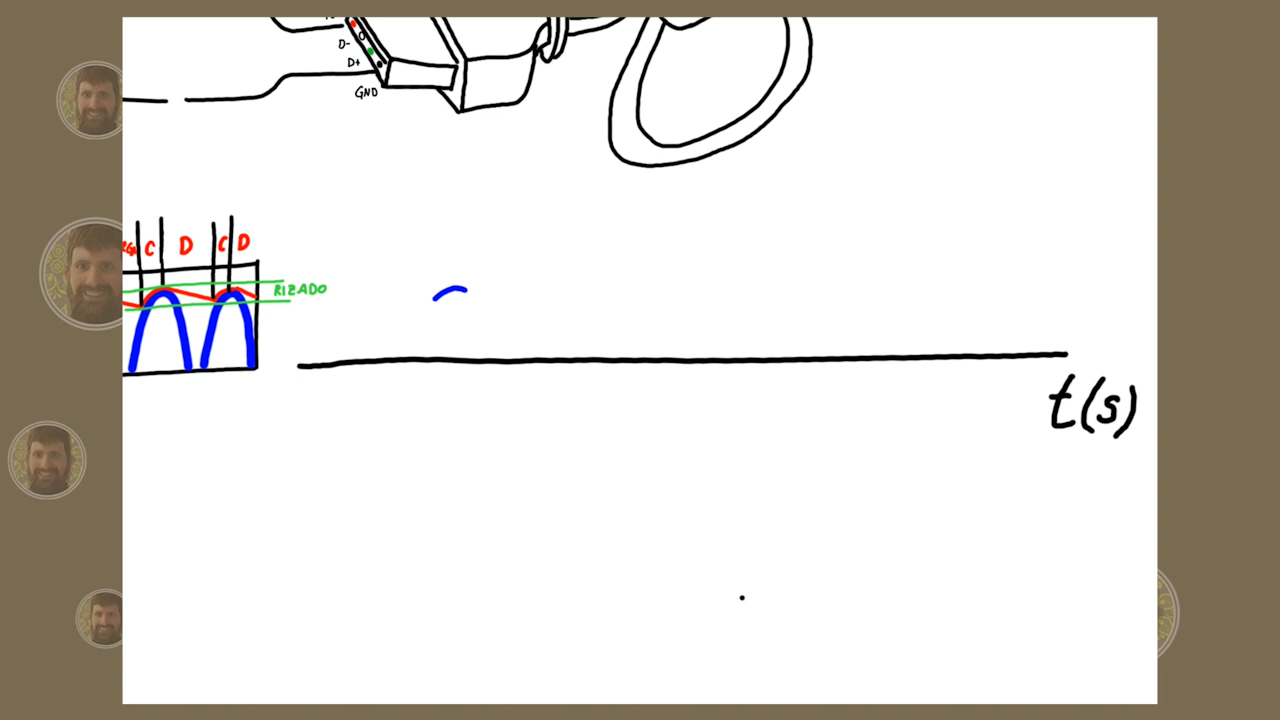 D-
D+
GND
C D C D
RIZADO
t(s)